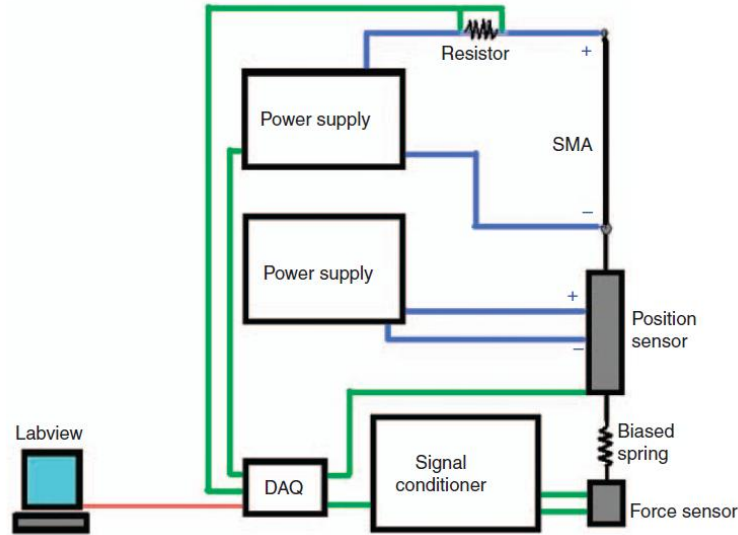 Resistor
+
Power supply
SMA
−
Power supply
+
−
Position
sensor
Labview
Biased
spring
Signal
conditioner
DAQ
Force sensor